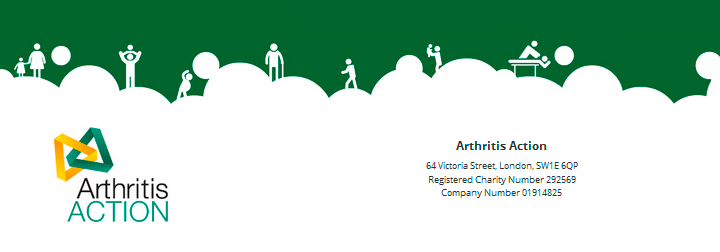 Arthritis
ACTION
Arthritis Action
64 Victoria Street, London, SW1E 6QP
Registered Charity Number 292569
Company Number 01914825